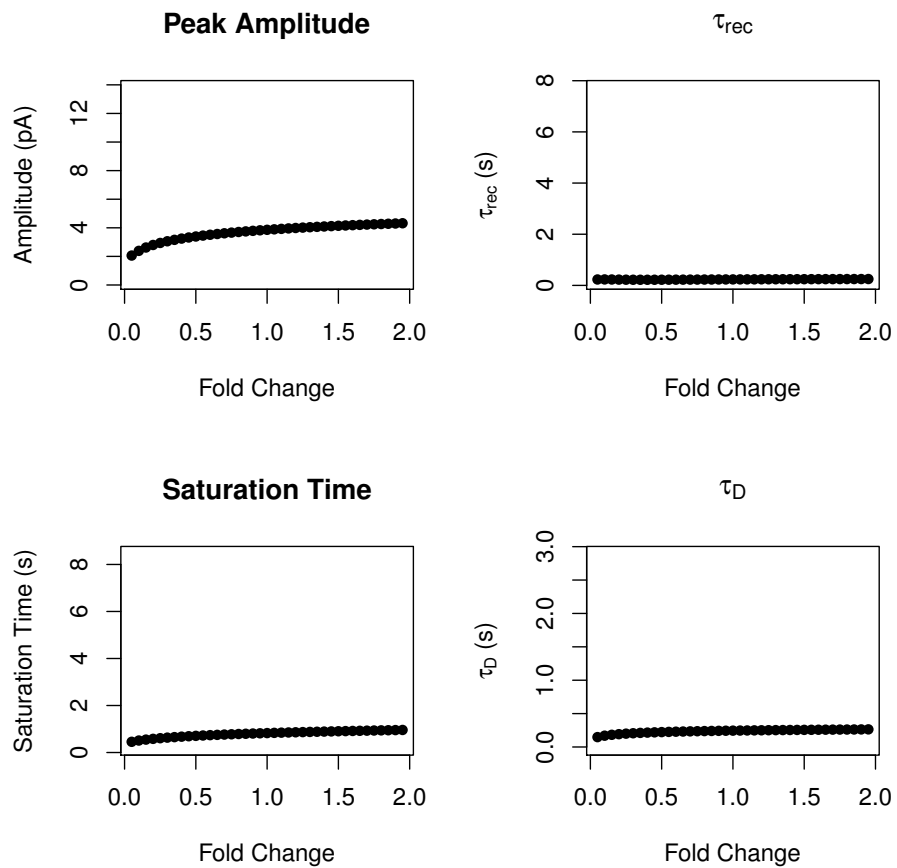 Peak Amplitude
Amplitude (pA)
12
8
4
0
0.0 0.5 1.0 1.5 2.0
Fold Change
τrec
τrec (s)
8
6
4
2
0
0.0 0.5 1.0 1.5 2.0
Fold Change
Saturation Time
Saturation Time (s)
8
6
4
2
0
0.0 0.5 1.0 1.5 2.0
Fold Change
τD
τD (s)
3.0
2.0
1.0
0.0
0.0 0.5 1.0 1.5 2.0
Fold Change